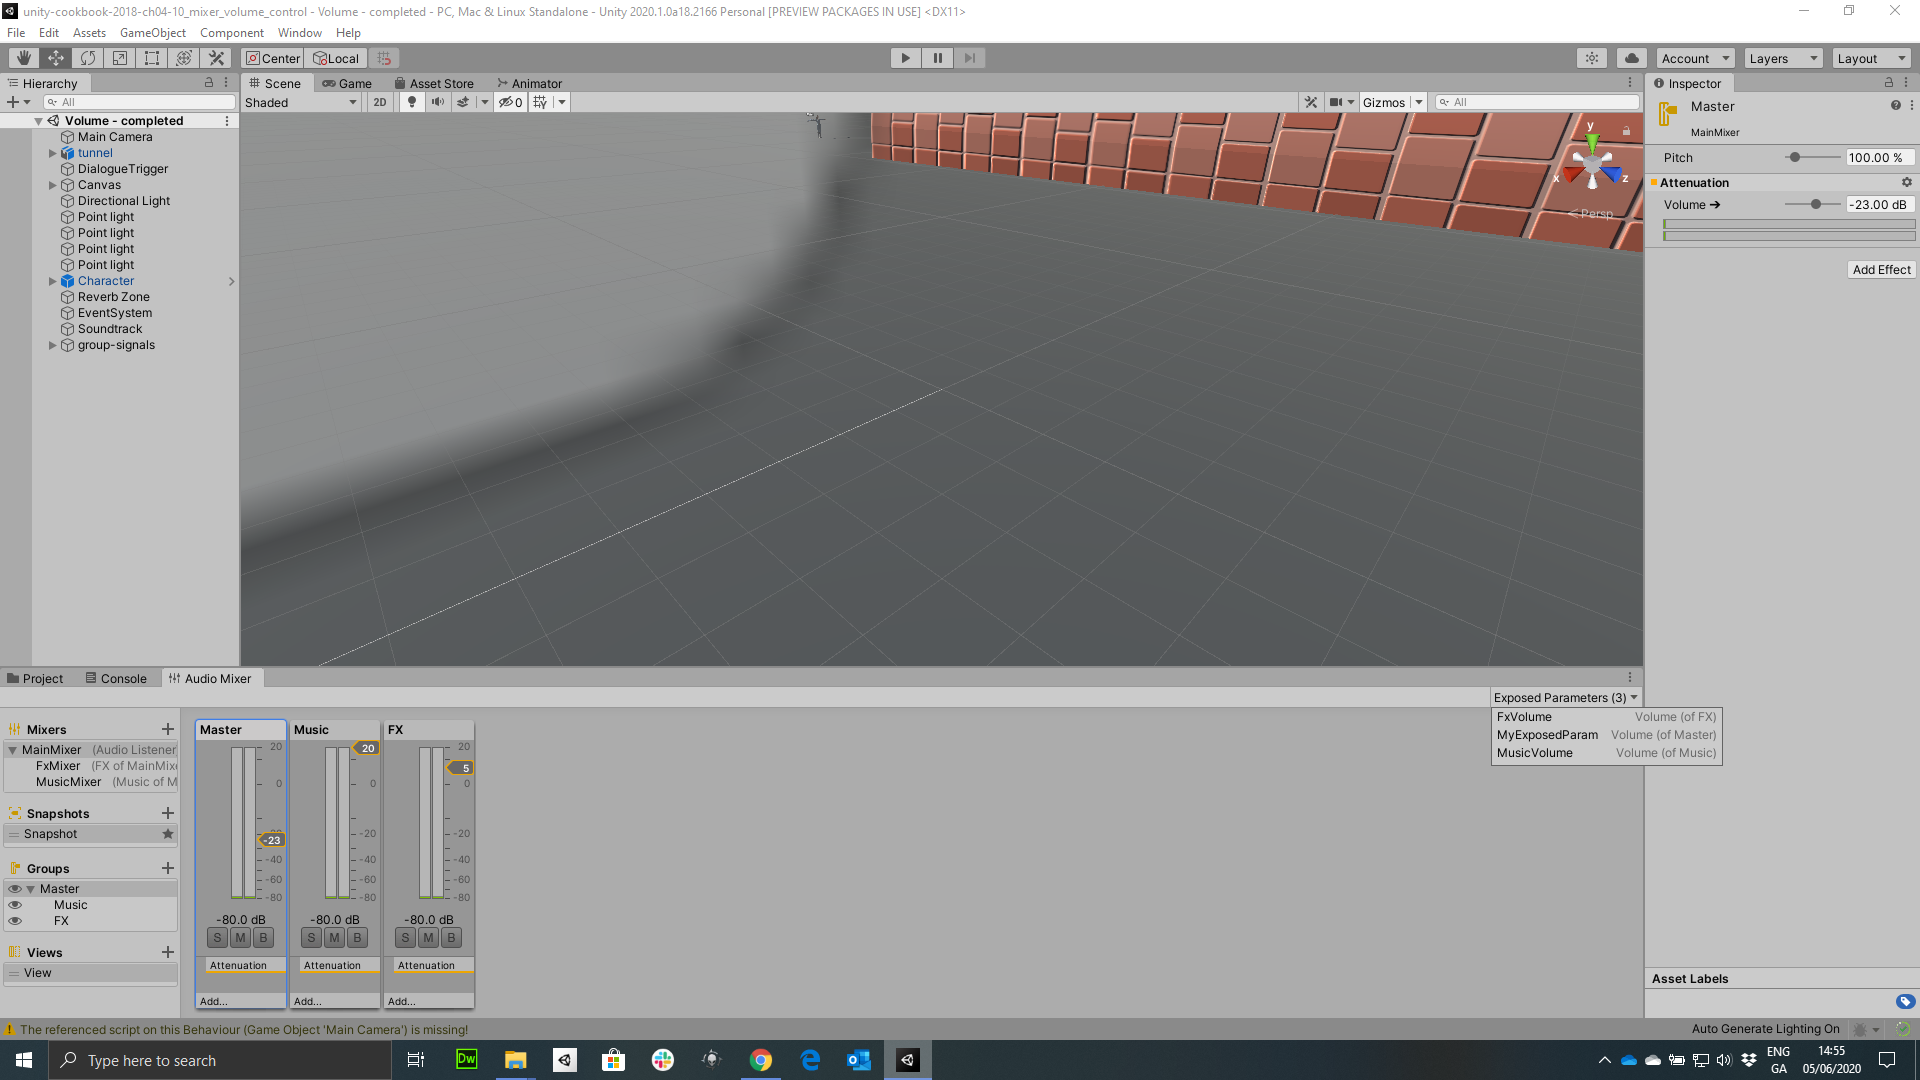 unity-cookbook-2018-ch04-10_mixer_volume_control - Volume - completed - PC, Mac & Linux Standalone - Unity 2020.1.0a18.2166 Personal [PREVIEW PACKAGES IN USE] <DX11>
File Edit Assets GameObject Component Window Help
Center Local Account Layers Layout
Hierarchy
All
Volume - completed
Main Camera
tunnel
DialogueTrigger
Canvas
Directional Light
Point light
Point light
Point light
Point light
Character
Reverb Zone
EventSystem
Soundtrack
group-signals
Scene Game Asset Store Animator
Shaded 2D 0 Gizmos All
y
x z
Persp
Inspector
Master
MainMixer
Pitch 100.00 %
Attenuation
Volume -23.00 dB
Add Effect
Asset Labels
Project Console Audio Mixer
Exposed Parameters (3)
FxVolume Volume (of FX)
MyExposedParam Volume (of Master)
MusicVolume Volume (of Music)
Mixers
MainMixer (Audio Listener
FxMixer (FX of MainMix
MusicMixer (Music of M
Snapshots
Snapshot
Groups
Master
Music
FX
Views
View
Master
20
0
-23
-40
-60
-80
-80.0 dB
S M B
Attenuation
Add...
Music
20
0
-20
-40
-60
-80
-80.0 dB
S M B
Attenuation
Add...
FX
20
5
0
-20
-40
-60
-80
-80.0 dB
S M B
Attenuation
Add...
The referenced script on this Behaviour (Game Object 'Main Camera') is missing!
Auto Generate Lighting On
Type here to search
Dw
ENG
GA
14:55
05/06/2020